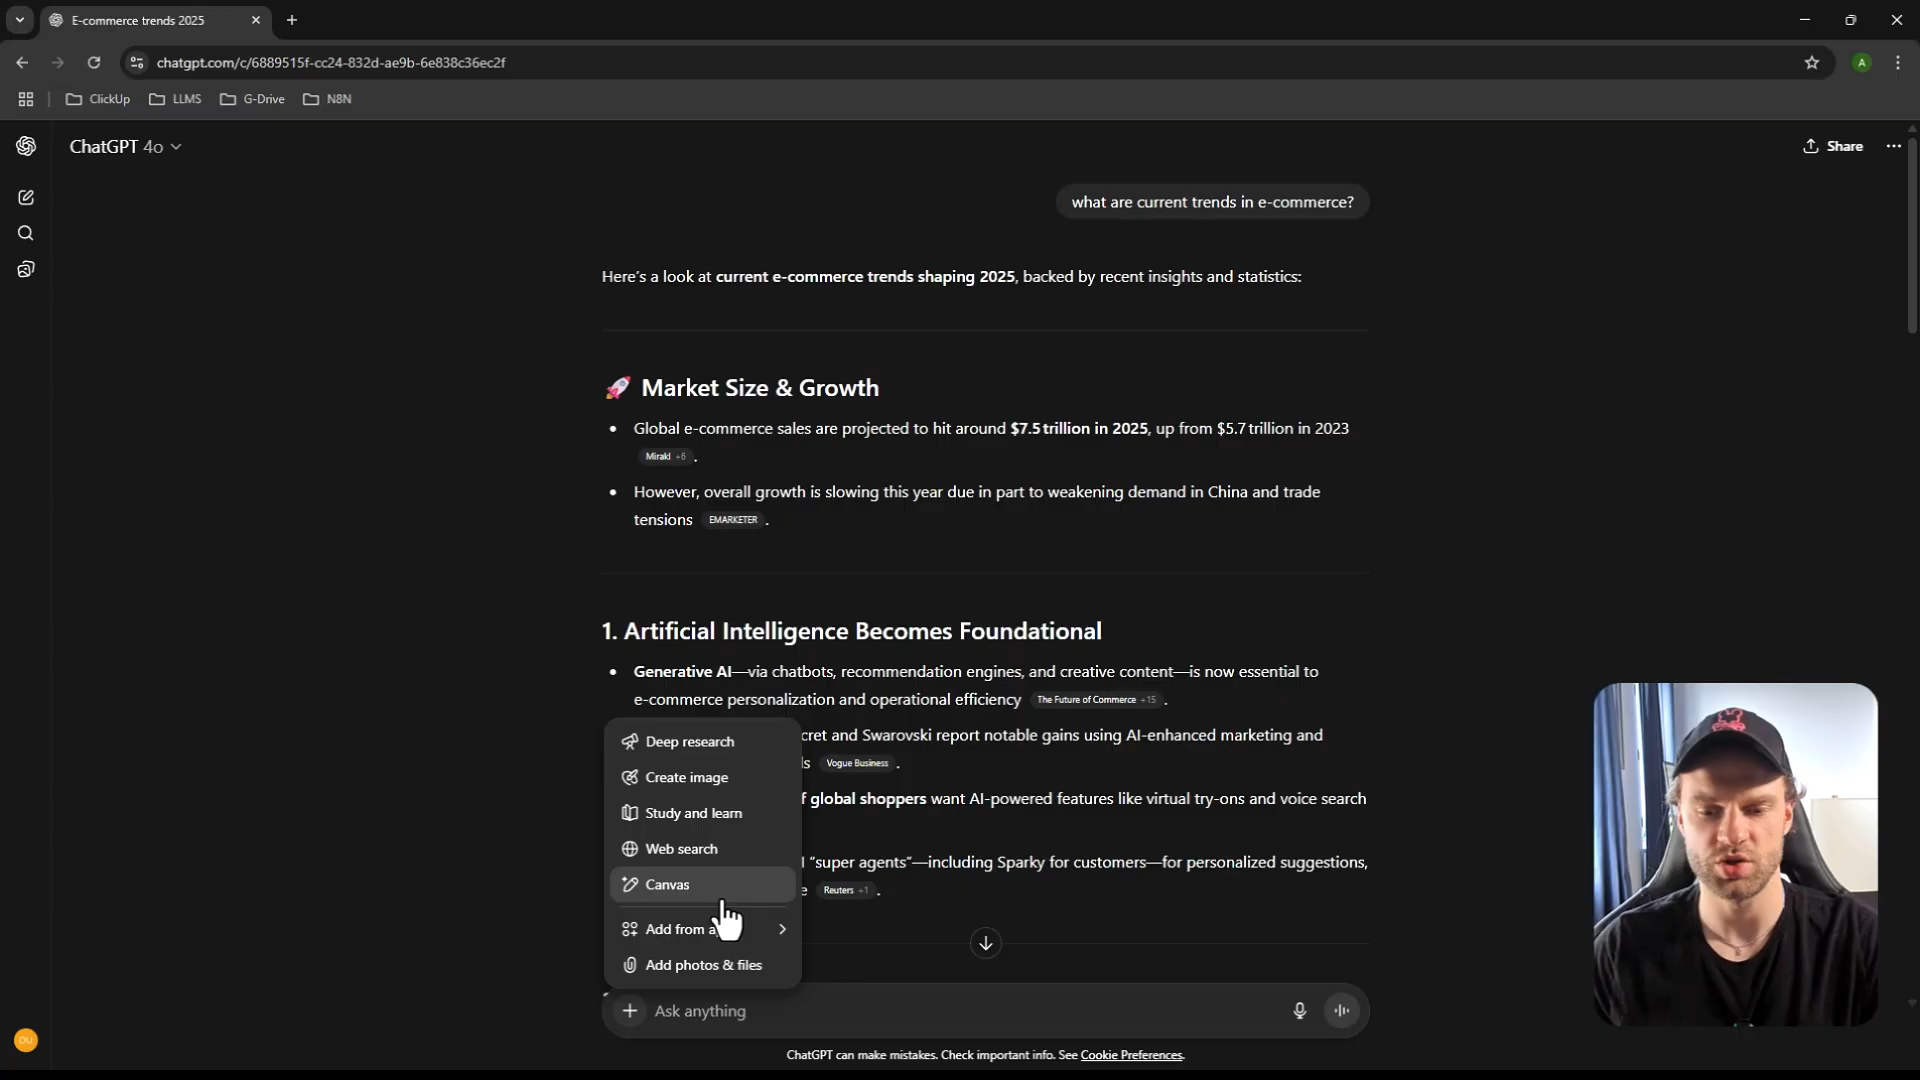 E-commerce trends 2025
chatgpt.com/c/6889515f-cc24-832d-ae9b-6e838c36ec2f
A
ClickUp
LLMS
G-Drive
N8N
ChatGPT 4o
Share
what are current trends in e-commerce?
Here's a look at current e-commerce trends shaping 2025, backed by recent insights and statistics:
🚀 Market Size & Growth
• Global e-commerce sales are projected to hit around $7.5 trillion in 2025, up from $5.7 trillion in 2023
Mirakl +6 .
• However, overall growth is slowing this year due in part to weakening demand in China and trade
tensions EMARKETER .
1. Artificial Intelligence Becomes Foundational
• Generative AI—via chatbots, recommendation engines, and creative content—is now essential to
e-commerce personalization and operational efficiency The Future of Commerce +15 .
cret and Swarovski report notable gains using AI-enhanced marketing and
ls Vogue Business .
f global shoppers want AI-powered features like virtual try-ons and voice search
"super agents"—including Sparky for customers—for personalized suggestions,
e Reuters +1 .
Deep research
Create image
Study and learn
Web search
Canvas
Add from
Add photos & files
Ask anything
DU
ChatGPT can make mistakes. Check important info. See Cookie Preferences.